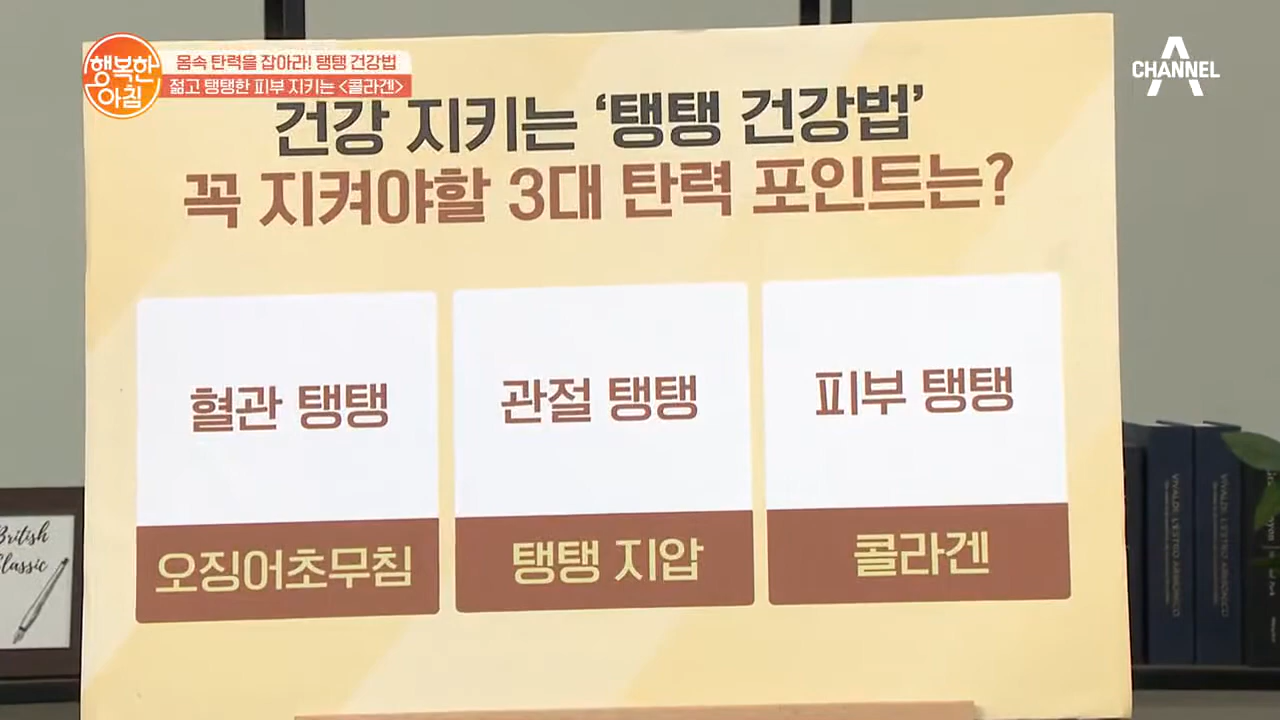 행복한
아침
몸속 탄력을 잡아라! 탱탱 건강법
젊고 탱탱한 피부 지키는 <콜라겐>
CHANNEL
A
건강 지키는 ‘탱탱 건강법’
꼭 지켜야할 3대 탄력 포인트는?
혈관 탱탱
관절 탱탱
피부 탱탱
오징어초무침
탱탱 지압
콜라겐
British
Classic
VIVALDI